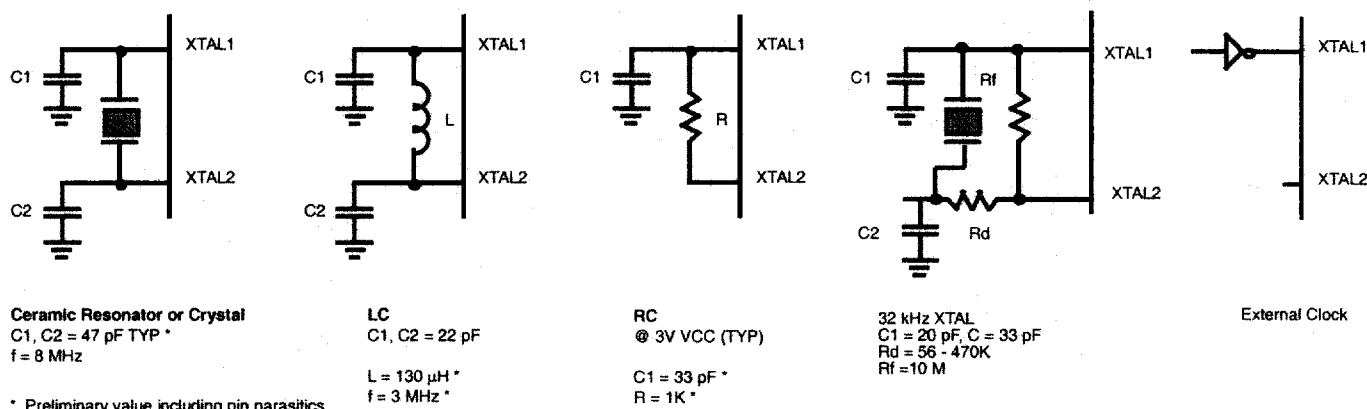 XTAL1
C1
XTAL2
C2
Ceramic Resonator or Crystal
C1, C2 = 47 pF TYP *
f = 8 MHz
* Preliminary value including pin parasitics
XTAL1
C1
L
XTAL2
C2
LC
C1, C2 = 22 pF
L = 130 µH *
f = 3 MHz *
XTAL1
C1
R
XTAL2
RC
@ 3V VCC (TYP)
C1 = 33 pF *
R = 1K *
XTAL1
C1
Rf
XTAL2
C2
Rd
32 kHz XTAL
C1 = 20 pF, C = 33 pF
Rd = 56 - 470K
Rf =10 M
XTAL1
XTAL2
External Clock